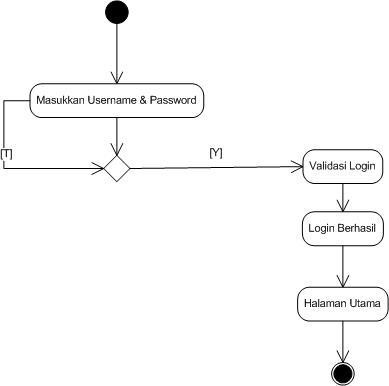 Masukkan Username & Password
[T]
[Y]
Validasi Login
Login Berhasil
Halaman Utama